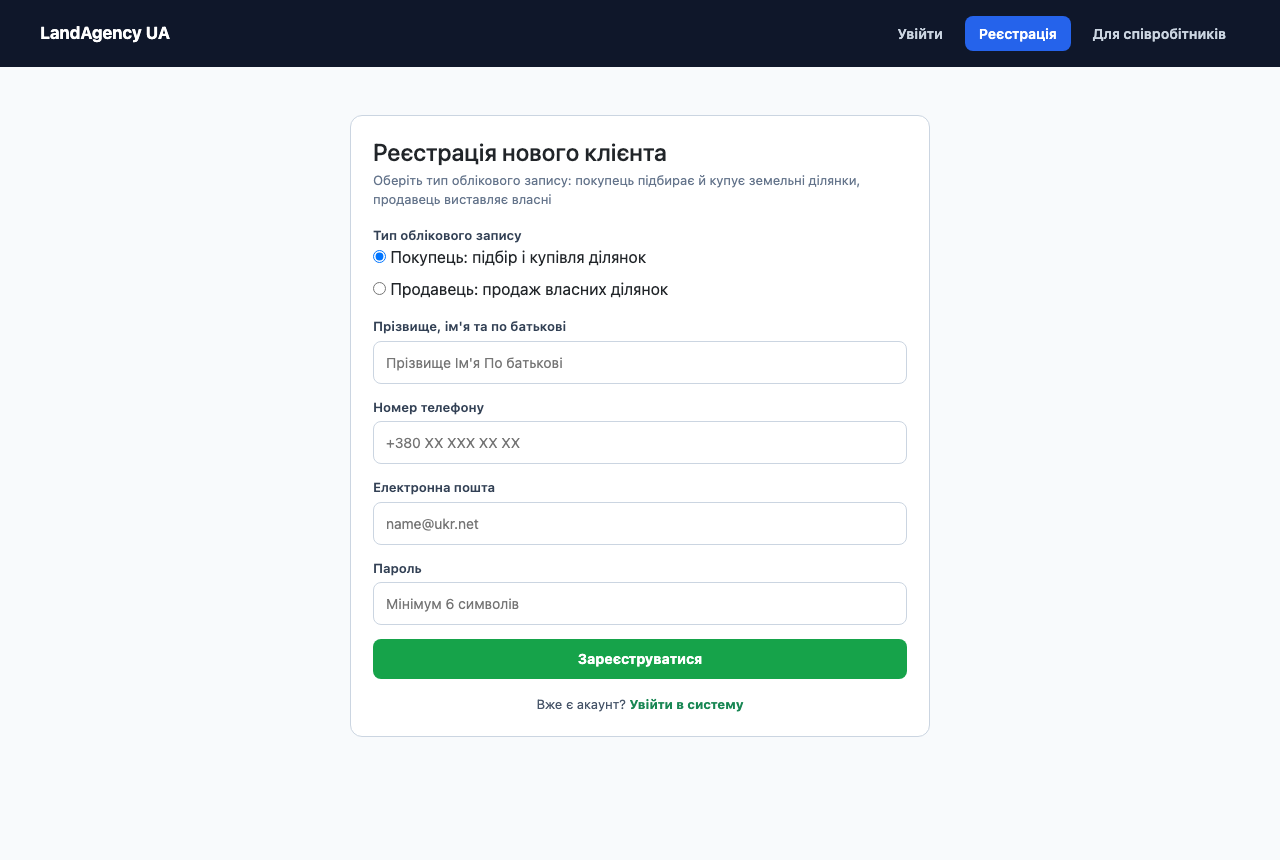 LandAgency UA
Увійти
Реєстрація
Для співробітників
Реєстрація нового клієнта
Оберіть тип облікового запису: покупець підбирає й купує земельні ділянки,
продавець виставляє власні
Тип облікового запису
Покупець: підбір і купівля ділянок
Продавець: продаж власних ділянок
Прізвище, ім'я та по батькові
Прізвище Ім'я По батькові
Номер телефону
+380 XX XXX XX XX
Електронна пошта
name@ukr.net
Пароль
Мінімум 6 символів
Зареєструватися
Вже є акаунт? Увійти в систему